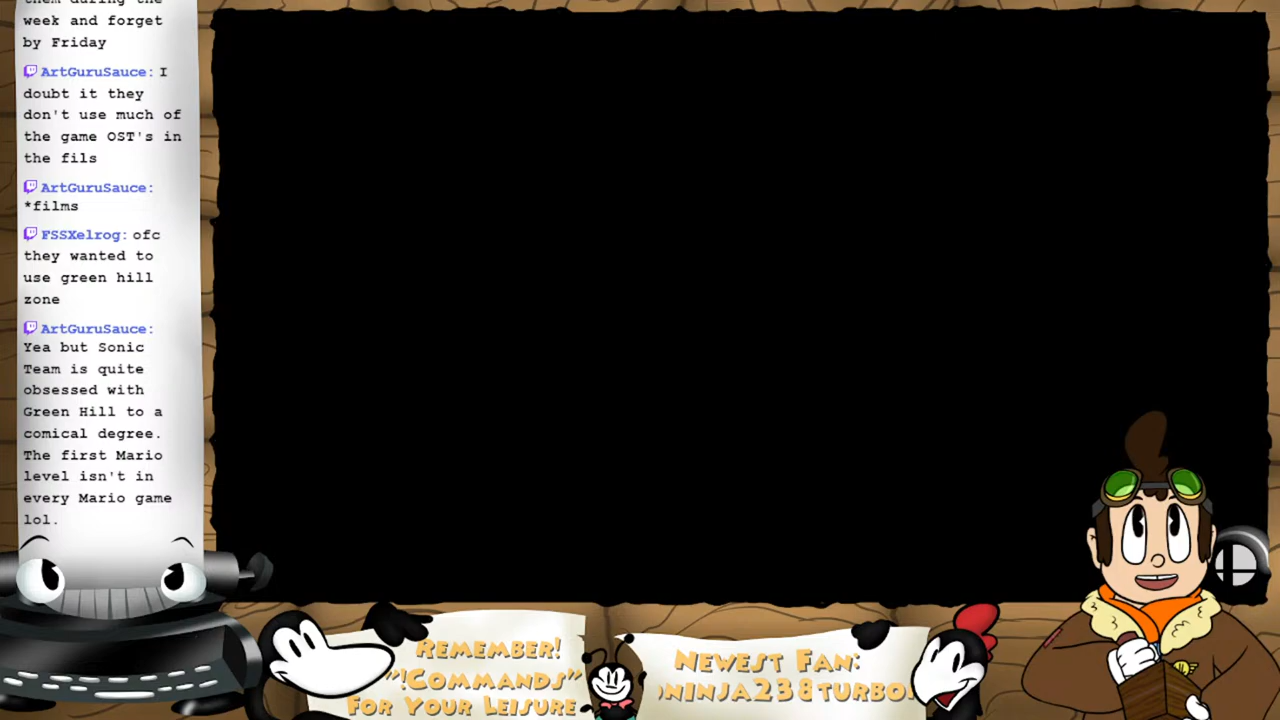 them during the
week and forget
by Friday
ArtGuruSauce: I
doubt it they
don't use much of
the game OST's in
the fils
ArtGuruSauce:
*films
FSSXelrog: ofc
they wanted to
use green hill
zone
ArtGuruSauce:
Yea but Sonic
Team is quite
obsessed with
Green Hill to a
comical degree.
The first Mario
level isn't in
every Mario game
lol.
Remember!
"!Commands"
For Your Leisure
Newest Fan:
ninja238turbo